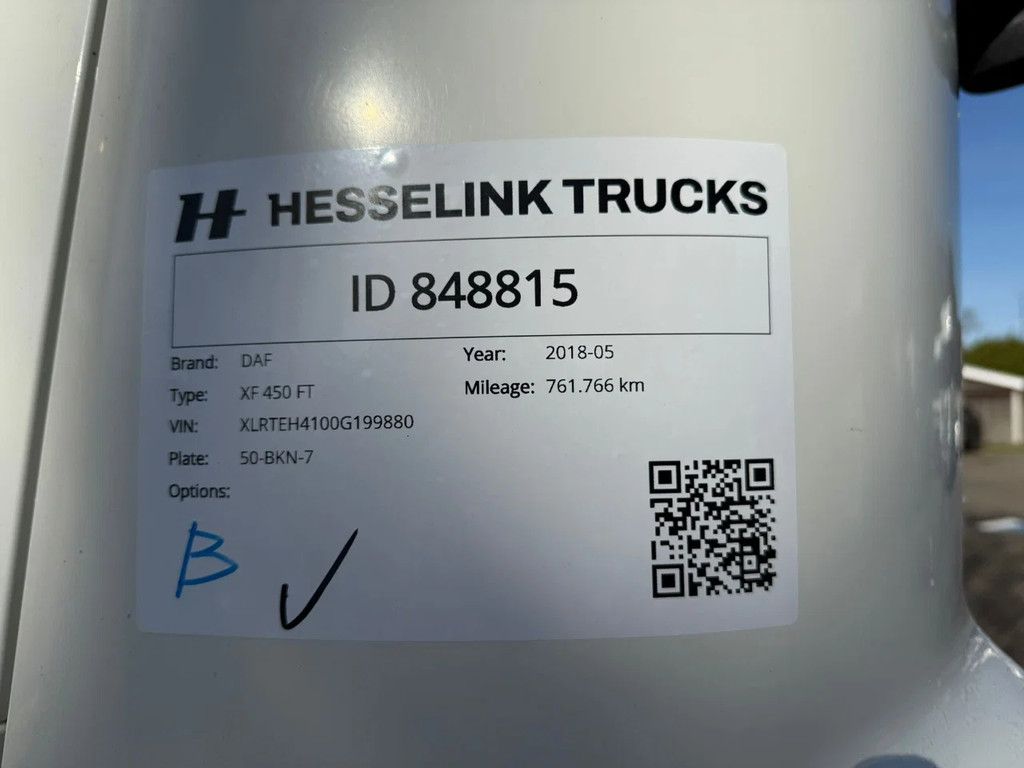 H HESSELINK TRUCKS
ID 848815
Brand: DAF Year: 2018-05
Type: XF 450 FT Mileage: 761.766 km
VIN: XLRTEH4100G199880
Plate: 50-BKN-7
Options:
B